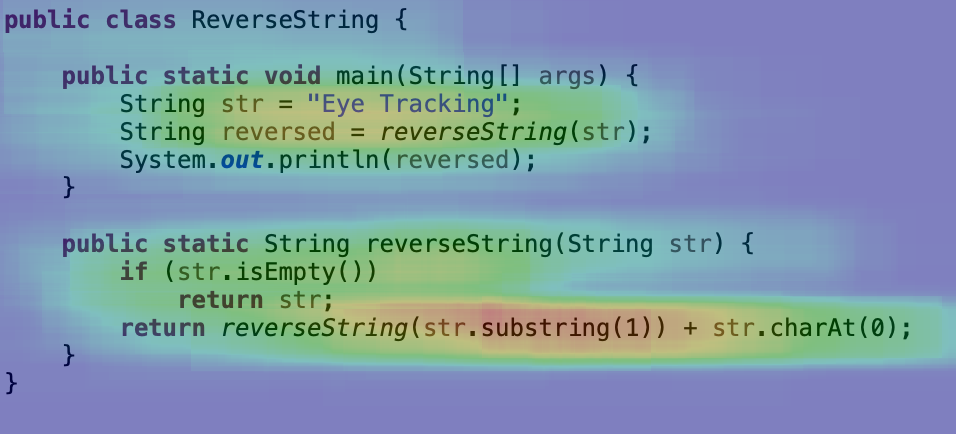 public class ReverseString {
public static void main(String[] args) {
String str = "Eye Tracking";
String reversed = reverseString(str);
System.out.println(reversed);
}
public static String reverseString(String str) {
if (str.isEmpty())
return str;
return reverseString(str.substring(1)) + str.charAt(0);
}
}